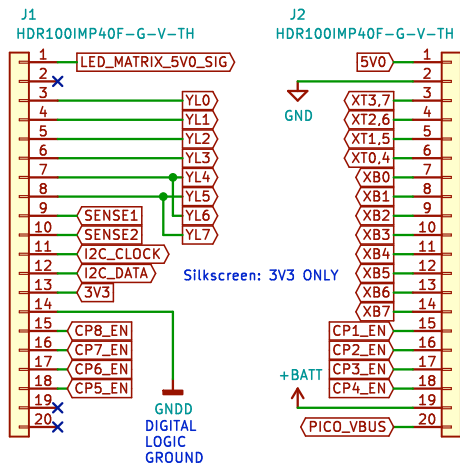 J1
HDR100IMP40F-G-V-TH
1 LED_MATRIX_5V0_SIG
2
3 YL0
4 YL1
5 YL2
6 YL3
7 YL4
8 YL5
YL6
YL7
9 SENSE1
10 SENSE2
11 I2C_CLOCK
12 I2C_DATA
13 3V3
14
15 CP8_EN
16 CP7_EN
17 CP6_EN
18 CP5_EN
19
20
GNDD
DIGITAL
LOGIC
GROUND
Silkscreen: 3V3 ONLY
J2
HDR100IMP40F-G-V-TH
5V0 1
2
GND
XT3,7 3
XT2,6 4
XT1,5 5
XT0,4 6
XB0 7
XB1 8
XB2 9
XB3 10
XB4 11
XB5 12
XB6 13
XB7 14
CP1_EN 15
CP2_EN 16
CP3_EN 17
CP4_EN 18
+BATT
19
PICO_VBUS 20